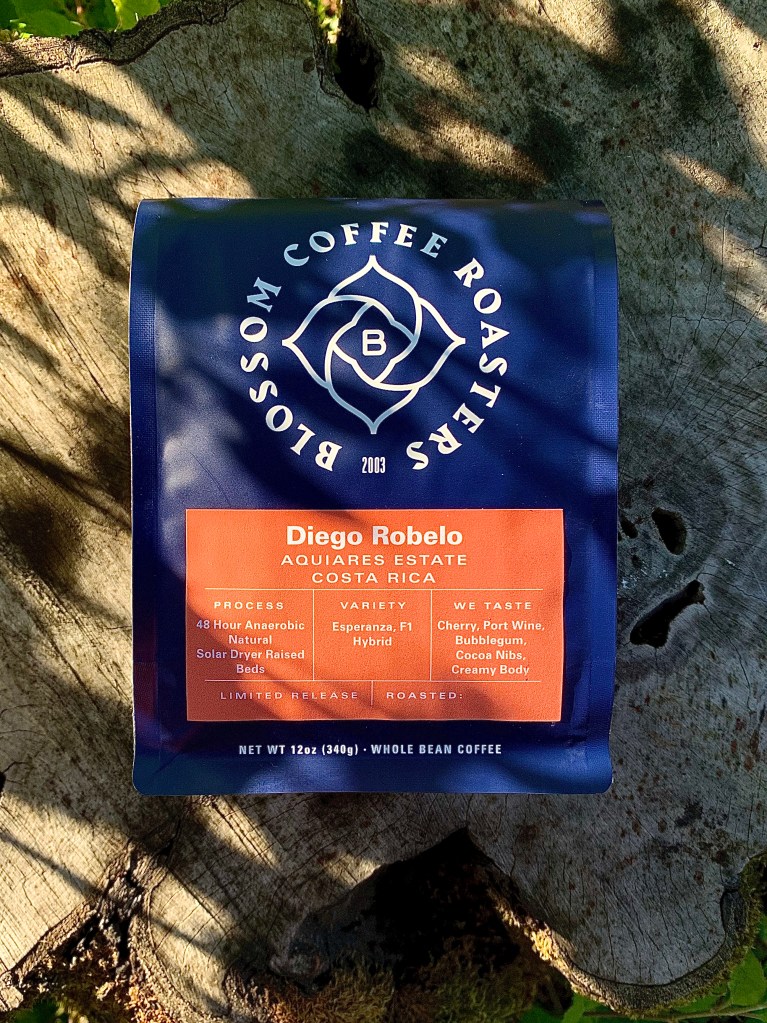 BLOSSOM COFFEE ROASTERS
B
2003
Diego Robelo
AQUIARES ESTATE
COSTA RICA
PROCESS
48 Hour Anaerobic
Natural
Solar Dryer Raised
Beds
VARIETY
Esperanza, F1
Hybrid
WE TASTE
Cherry, Port Wine,
Bubblegum,
Cocoa Nibs,
Creamy Body
LIMITED RELEASE
ROASTED:
NET WT 12oz (340g) · WHOLE BEAN COFFEE